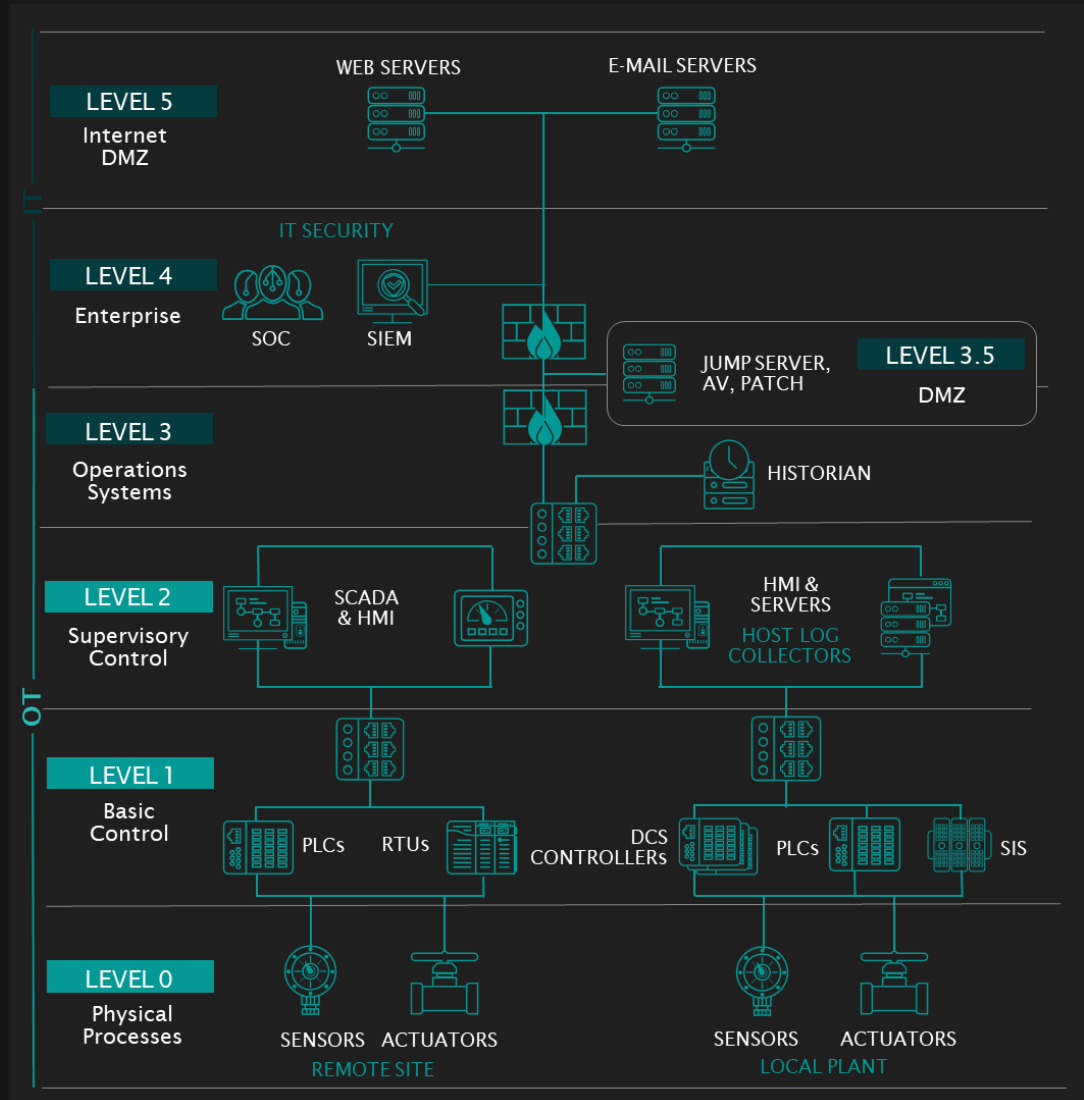 WEB SERVERS
E-MAIL SERVERS
LEVEL 5
Internet
DMZ
IT
IT SECURITY
LEVEL 4
Enterprise
SOC
SIEM
JUMP SERVER,
AV, PATCH
LEVEL 3.5
DMZ
LEVEL 3
Operations
Systems
HISTORIAN
LEVEL 2
Supervisory
Control
SCADA
& HMI
HMI &
SERVERS
HOST LOG
COLLECTORS
OT
LEVEL 1
Basic
Control
PLCs
RTUs
DCS
CONTROLLERs
PLCs
SIS
LEVEL 0
Physical
Processes
SENSORS
ACTUATORS
REMOTE SITE
SENSORS
ACTUATORS
LOCAL PLANT